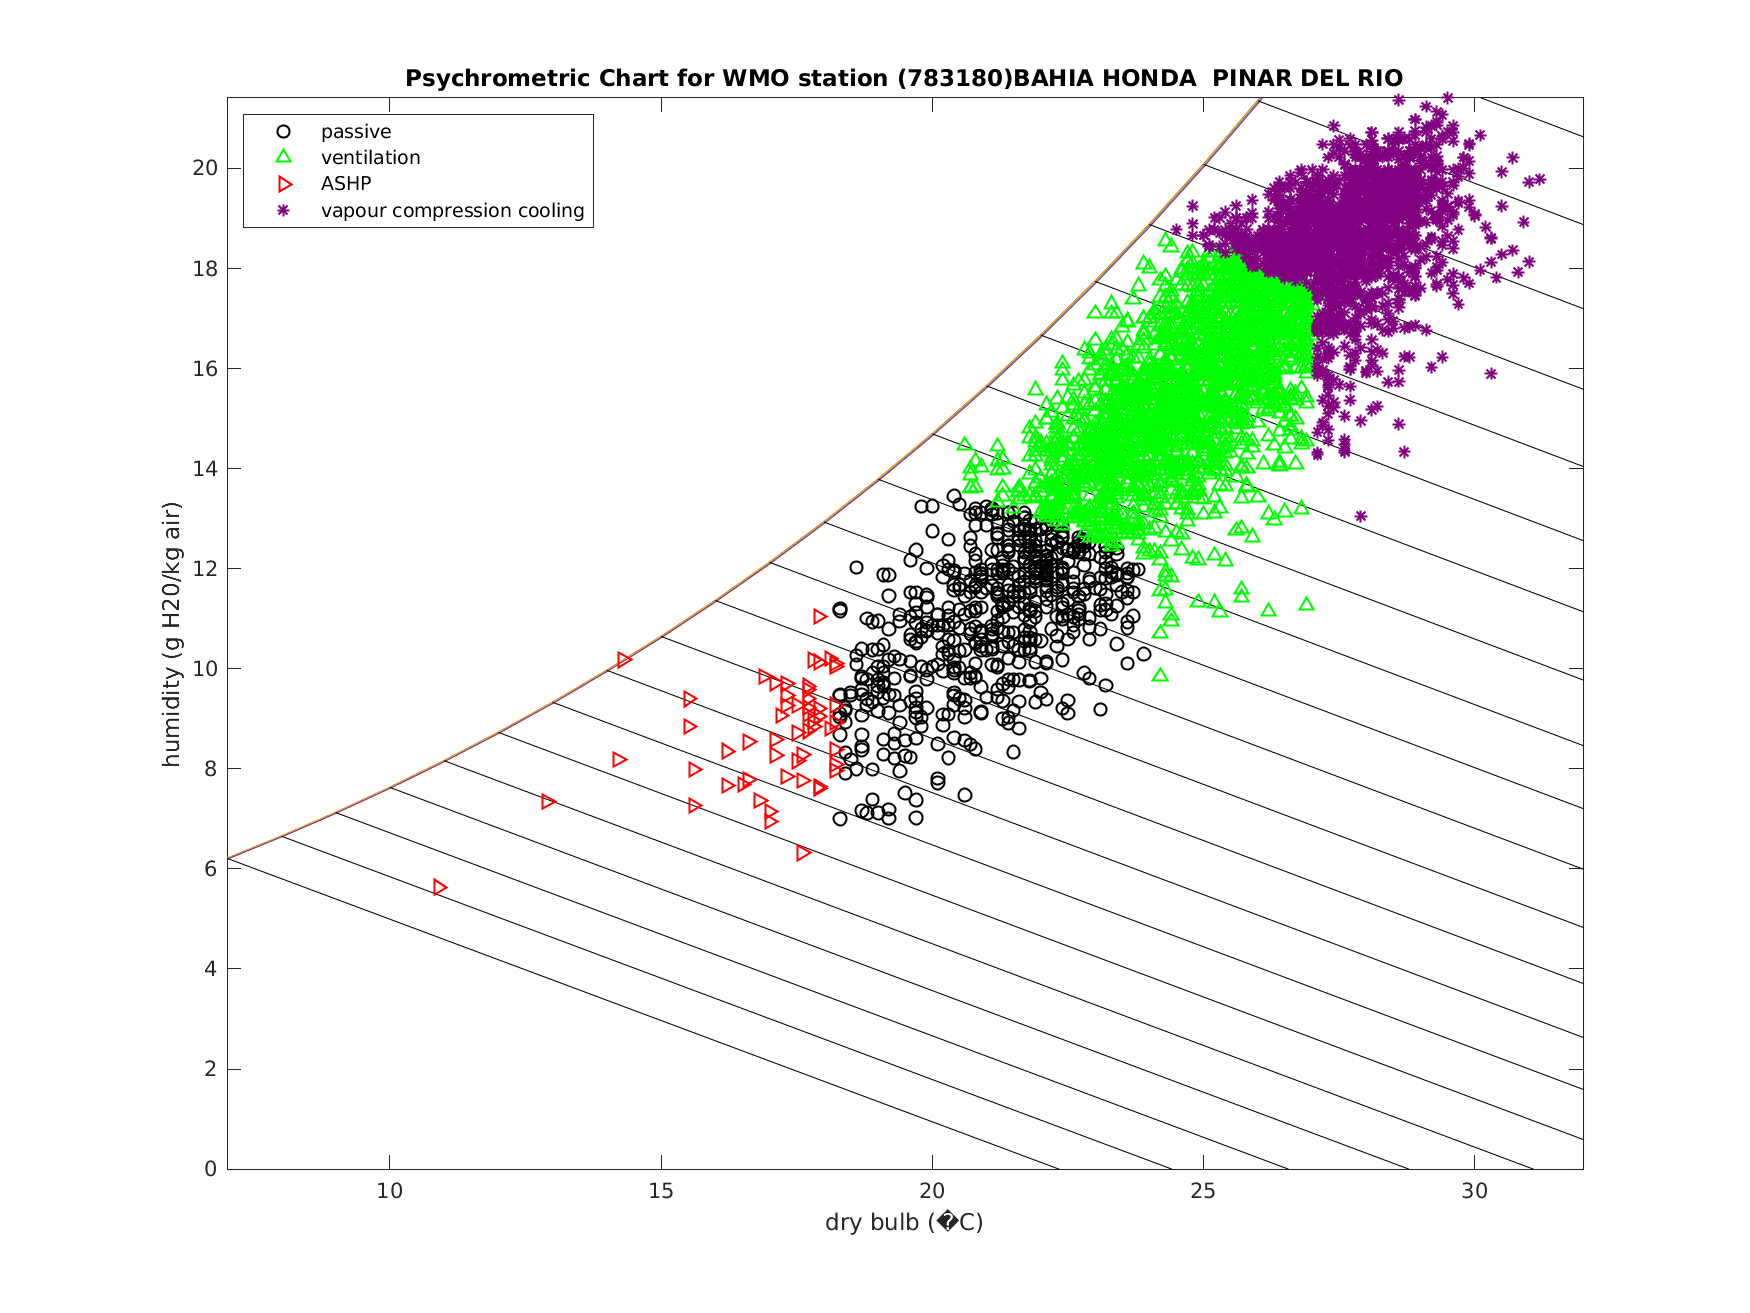 Psychrometric Chart for WMO station (783180)BAHIA HONDA  PINAR DEL RIO
passive
ventilation
ASHP
vapour compression cooling
humidity (g H20/kg air)
20
18
16
14
12
10
8
6
4
2
0
10
15
20
25
30
dry bulb (�C)